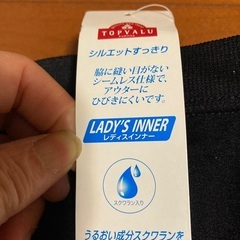 TOPVALU
シルエットすっきり
脇に縫い目がない
シームレス仕様で、
アウターに
ひびきにくいです。
LADY'S INNER
レディスインナー
スクワラン入り
うるおい成分スクワランを